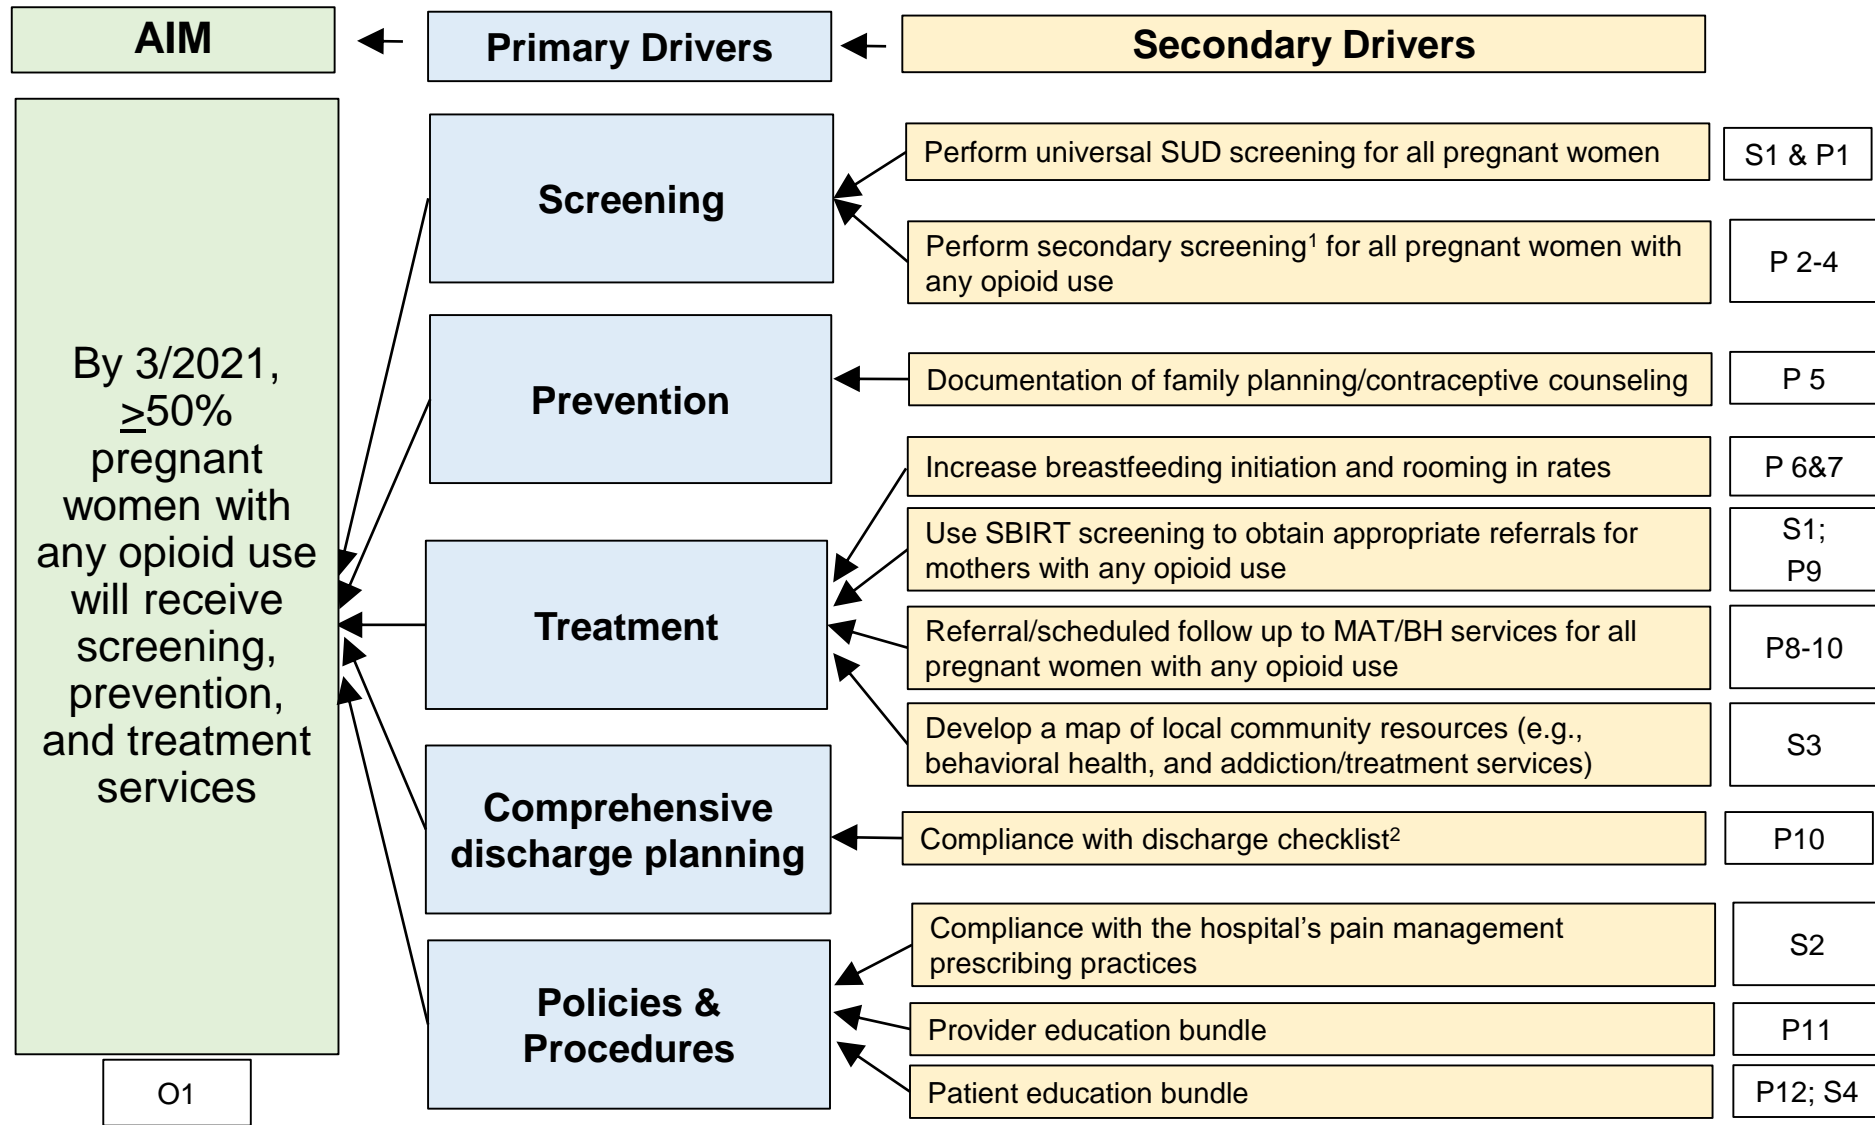 AIM
Primary Drivers
Secondary Drivers
By 3/2021,
≥50%
pregnant
women with
any opioid use
will receive
screening,
prevention,
and treatment
services
O1
Screening
Perform universal SUD screening for all pregnant women
S1 & P1
Perform secondary screening¹ for all pregnant women with
any opioid use
P 2-4
Prevention
Documentation of family planning/contraceptive counseling
P 5
Treatment
Increase breastfeeding initiation and rooming in rates
P 6&7
Use SBIRT screening to obtain appropriate referrals for
mothers with any opioid use
S1;
P9
Referral/scheduled follow up to MAT/BH services for all
pregnant women with any opioid use
P8-10
Develop a map of local community resources (e.g.,
behavioral health, and addiction/treatment services)
S3
Comprehensive
discharge planning
Compliance with discharge checklist²
P10
Policies &
Procedures
Compliance with the hospital’s pain management
prescribing practices
S2
Provider education bundle
P11
Patient education bundle
P12; S4